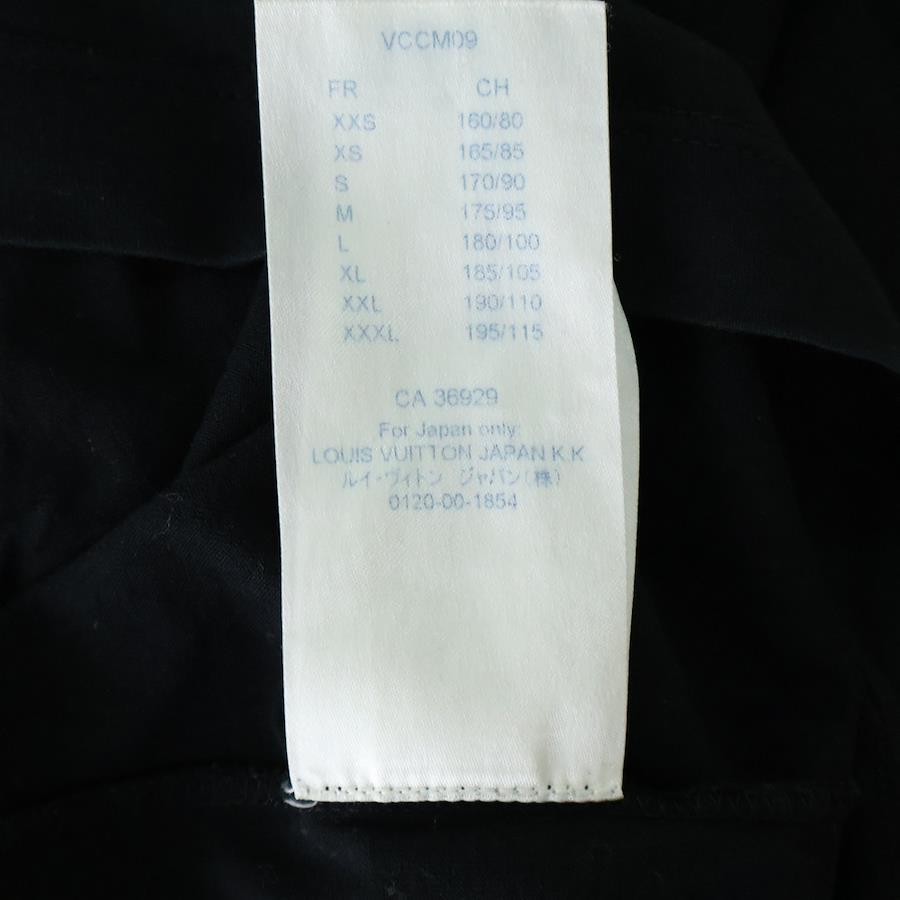 VCCM09
FR CH
XXS 160/80
XS 165/85
S 170/90
M 175/95
L 180/100
XL 185/105
XXL 190/110
XXXL 195/115
CA 36929
For Japan only:
LOUIS VUITTON JAPAN K.K
ルイ・ヴィトン ジャパン(株)
0120-00-1854